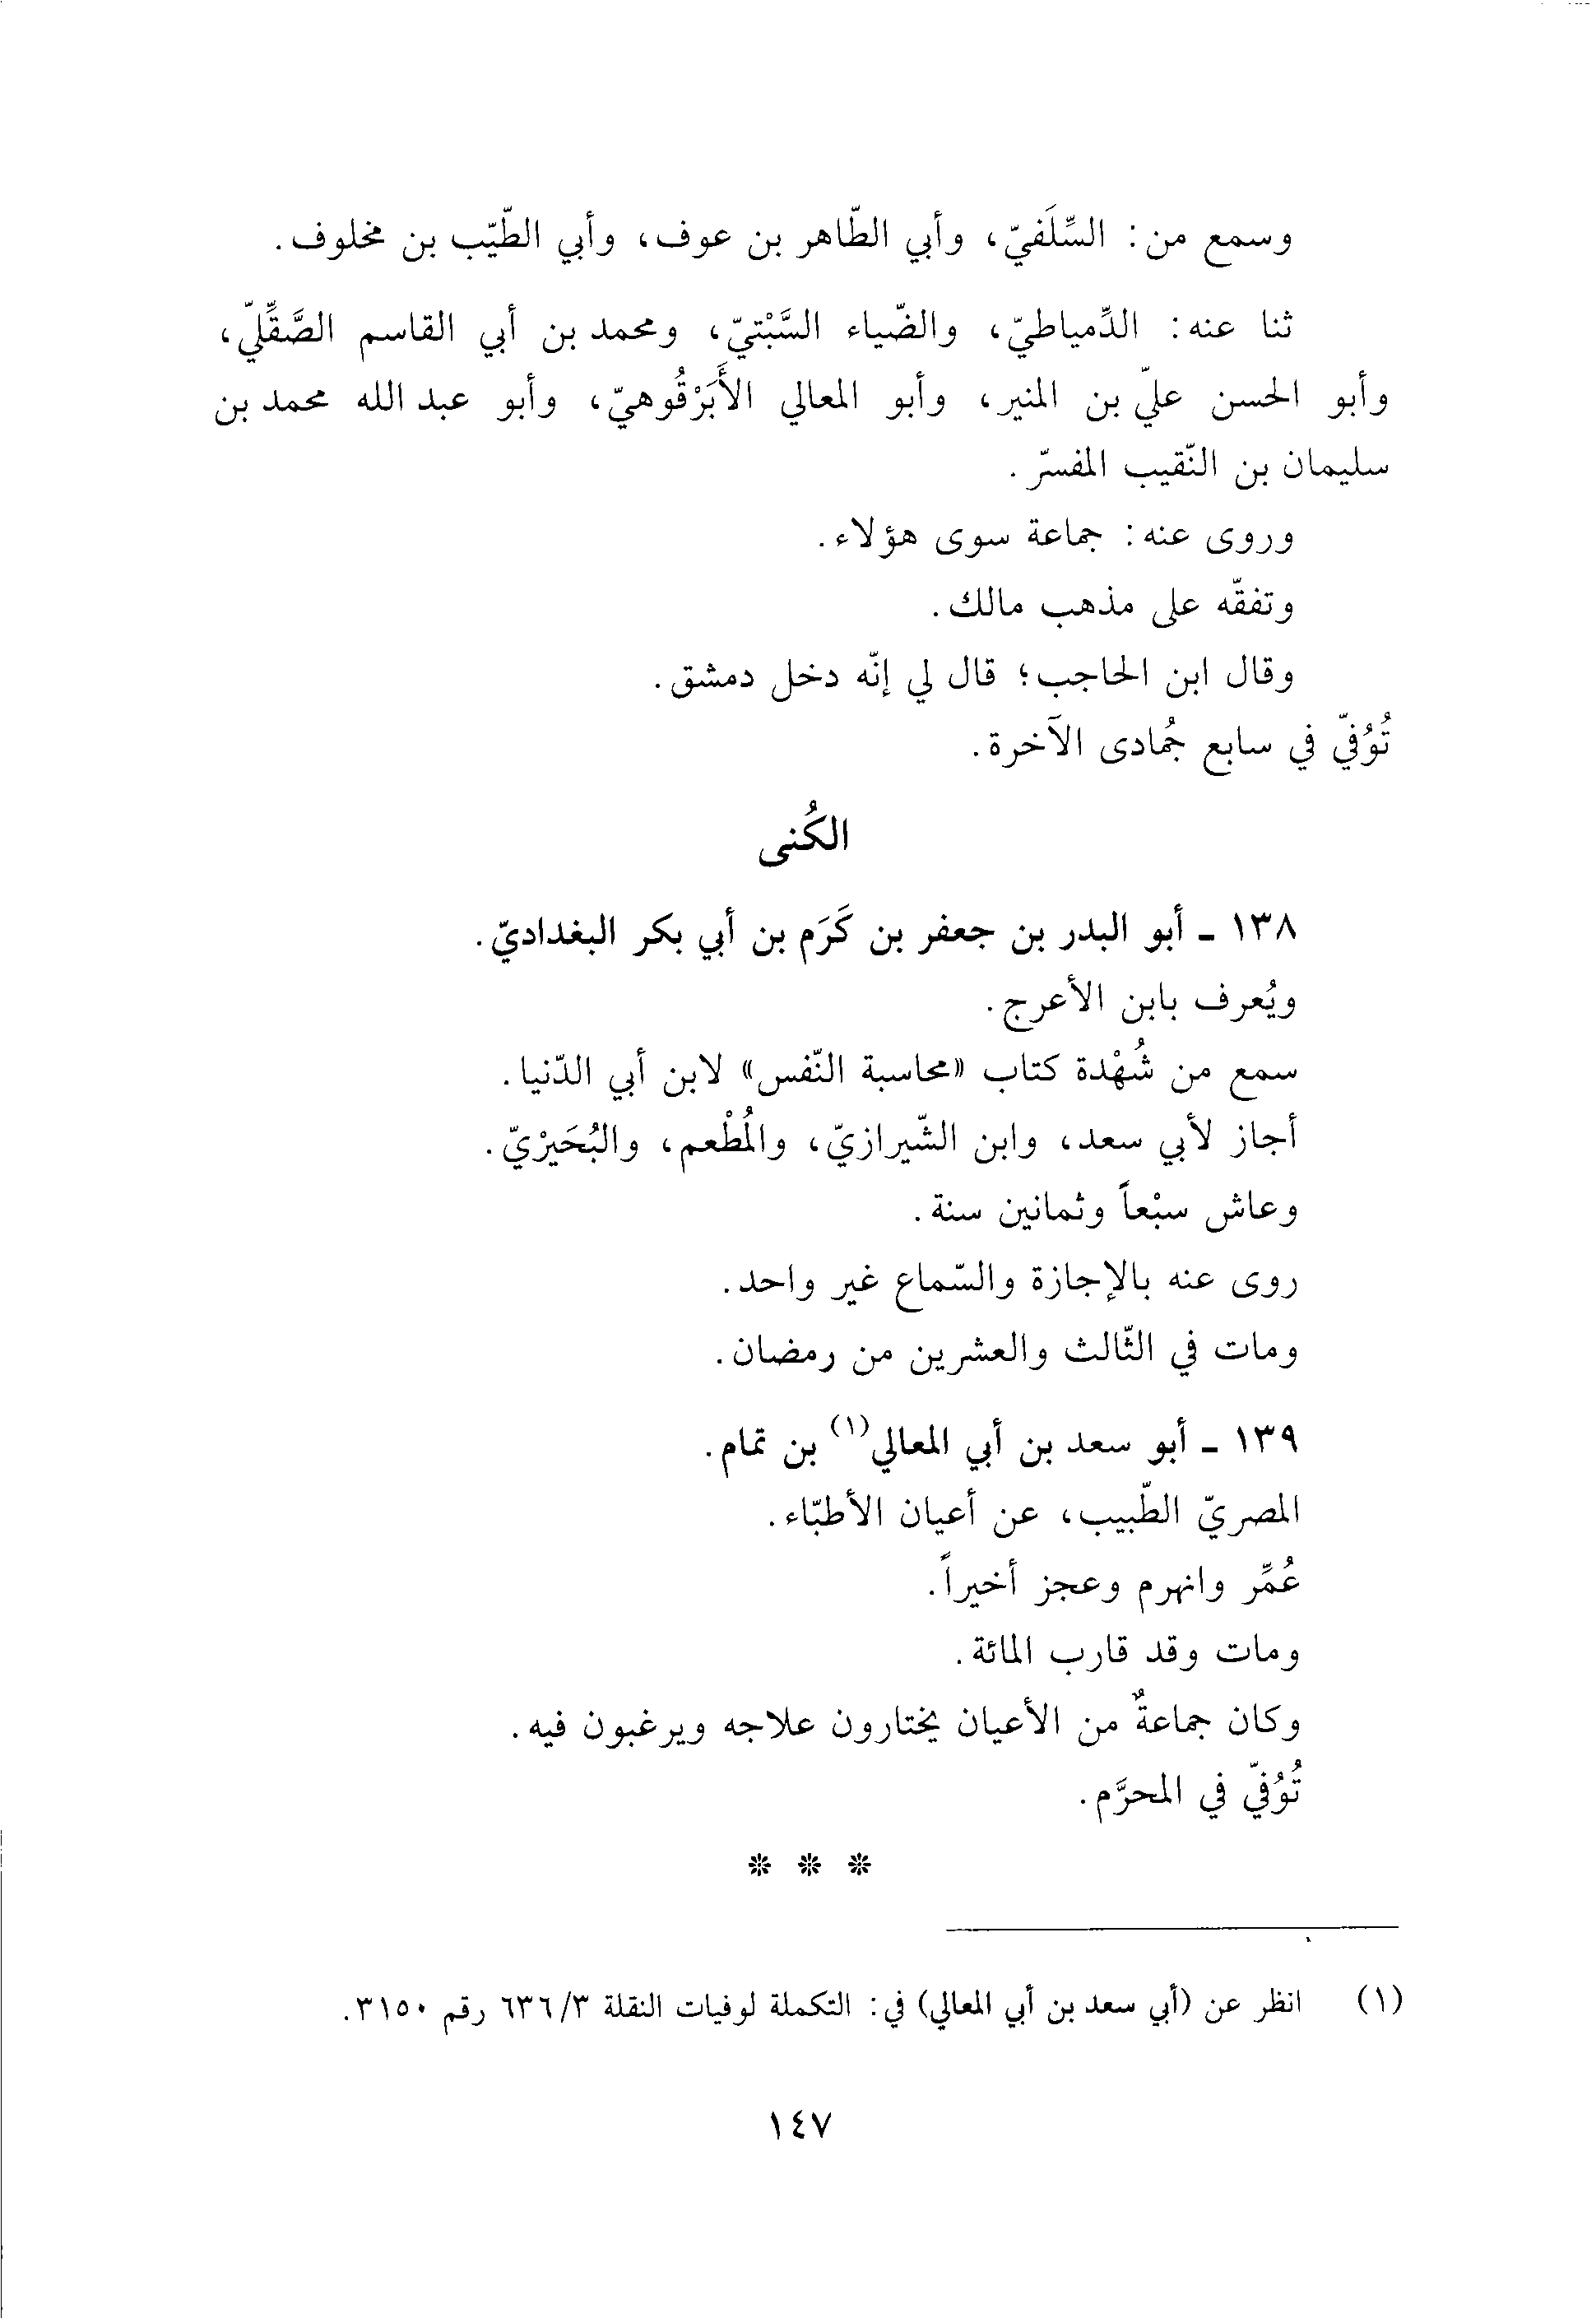 وسمع من: السِّلَفيّ، وأبي الطّاهر بن عوف، وأبي الطيّب بن مخلوف.
ثنا عنه: الدِّمياطيّ، والضّياء السَّبْتيّ، ومحمد بن أبي القاسم الصَّقِّليّ،
وأبو الحسن عليّ بن المنير، وأبو المعالي الأَبَرْقُوهيّ، وأبو عبد الله محمد بن
سليمان بن النّقيب المفسرّ.
وروى عنه: جماعة سوى هؤلاء.
وتفقّه على مذهب مالك.
وقال ابن الحاجب؛ قال لي إنّه دخل دمشق.
تُوُفيّ في سابع جُمادى الآخرة.
الكُنى
١٣٨ - أبو البدر بن جعفر بن كَرَم بن أبي بكر البغداديّ.
ويُعرف بابن الأعرج.
سمع من شُهْدة كتاب «محاسبة النّفس» لابن أبي الدّنيا.
أجاز لأبي سعد، وابن الشّيرازيّ، والمُطْعم، والبُحَيرْيّ.
وعاش سبْعاً وثمانين سنة.
روى عنه بالإجازة والسّماع غير واحد.
ومات في الثّالث والعشرين من رمضان.
١٣٩ - أبو سعد بن أبي المعالي(١) بن تمام.
المصريّ الطّبيب، عن أعيان الأطبّاء.
عُمِّر وانهرم وعجز أخيراً.
ومات وقد قارب المائة.
وكان جماعةٌ من الأعيان يختارون علاجه ويرغبون فيه.
تُوُفيّ في المحرَّم.
* * *
(١) انظر عن (أبي سعد بن أبي المعالي) في: التكملة لوفيات النقلة ٦٣٦/٣ رقم ٣١٥٠.
١٤٧